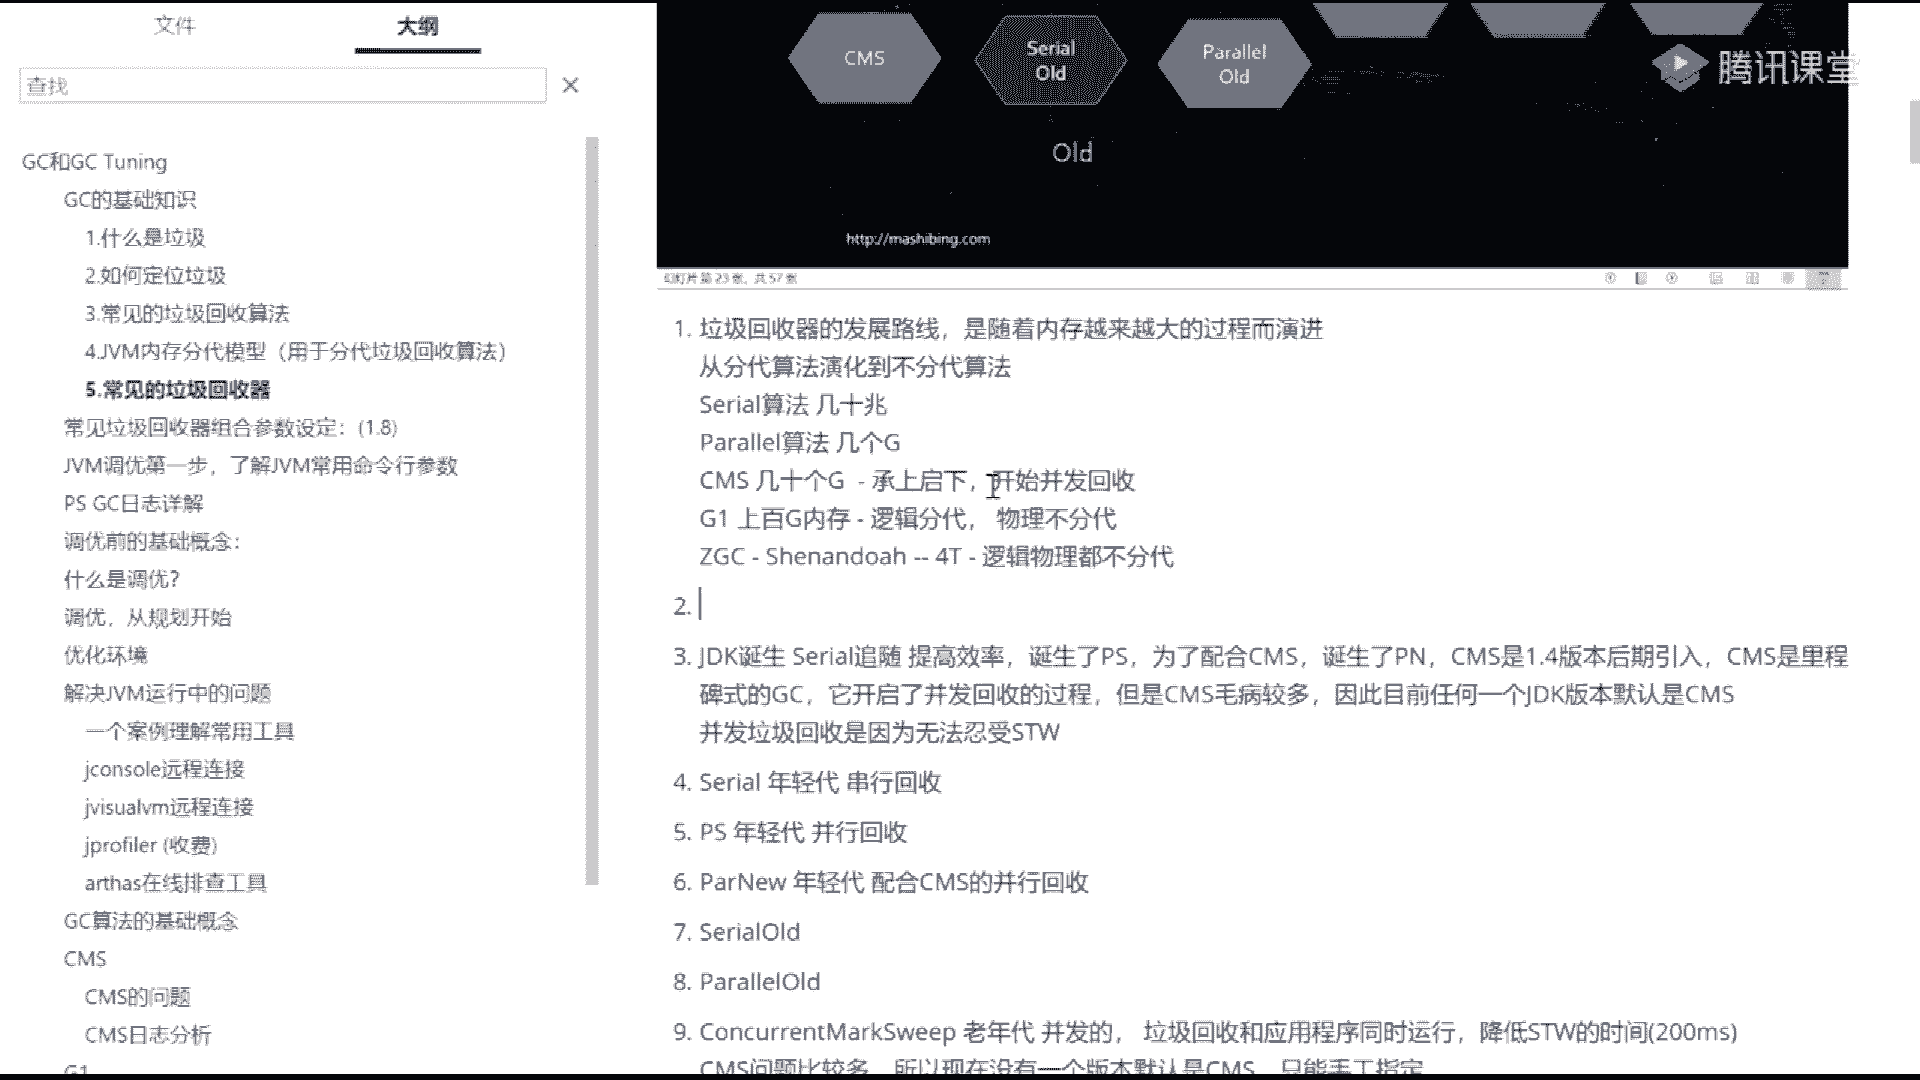 文件
大纲
查找
GC和GC Tuning
GC的基础知识
1.什么是垃圾
2.如何定位垃圾
3.常见的垃圾回收算法
4.JVM内存分代模型（用于分代垃圾回收算法）
5.常见的垃圾回收器
常见垃圾回收器组合参数设定：(1.8)
JVM调优第一步，了解JVM常用命令行参数
PS GC日志详解
调优前的基础概念：
什么是调优？
调优，从规划开始
优化环境
解决JVM运行中的问题
一个案例理解常用工具
jconsole远程连接
jvisualvm远程连接
jprofiler (收费)
arthas在线排查工具
GC算法的基础概念
CMS
CMS的问题
CMS日志分析
G1
CMS
Serial
Old
Parallel
Old
腾讯课堂
Old
http://mashibing.com
幻灯片第 23 张，共 57 张
1. 垃圾回收器的发展路线，是随着内存越来越大的过程而演进
从分代算法演化到不分代算法
Serial算法 几十兆
Parallel算法 几个G
CMS 几十个G - 承上启下，开始并发回收
G1 上百G内存 - 逻辑分代， 物理不分代
ZGC - Shenandoah -- 4T - 逻辑物理都不分代
2.
3. JDK诞生 Serial追随 提高效率，诞生了PS，为了配合CMS，诞生了PN，CMS是1.4版本后期引入，CMS是里程
碑式的GC，它开启了并发回收的过程，但是CMS毛病较多，因此目前任何一个JDK版本默认是CMS
并发垃圾回收是因为无法忍受STW
4. Serial 年轻代 串行回收
5. PS 年轻代 并行回收
6. ParNew 年轻代 配合CMS的并行回收
7. SerialOld
8. ParallelOld
9. ConcurrentMarkSweep 老年代 并发的， 垃圾回收和应用程序同时运行，降低STW的时间(200ms)
CMS问题比较多，所以现在没有一个版本默认是CMS，只能手工指定